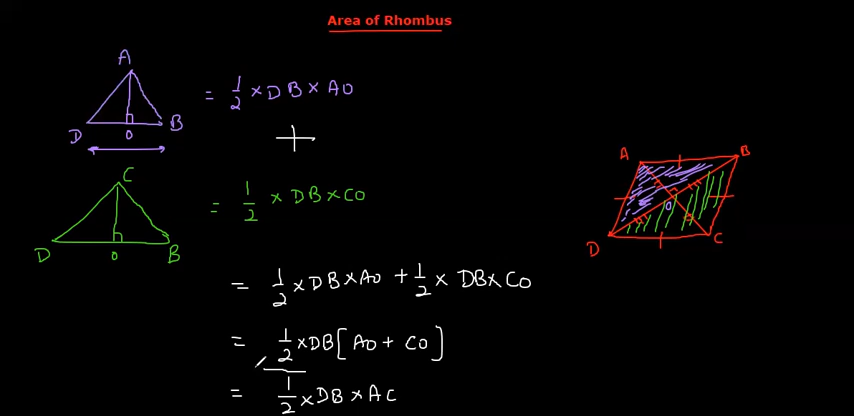 Area of Rhombus
A
= 1/2 × DB × AO
D O B
+
C
= 1/2 × DB × CO
D O B
A B
O
D C
= 1/2 × DB × AO + 1/2 × DB × CO
= 1/2 × DB [ AO + CO ]
= 1/2 × DB × AC